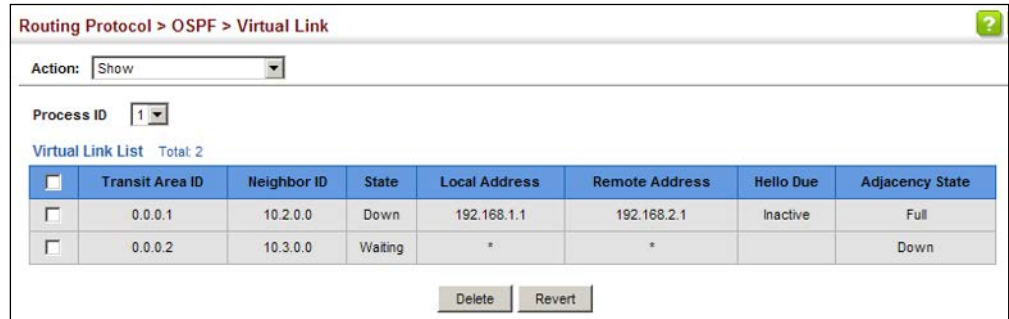 Routing Protocol > OSPF > Virtual Link
?
Action: Show
Process ID 1
Virtual Link List Total: 2
Transit Area ID Neighbor ID State Local Address Remote Address Hello Due Adjacency State
0.0.0.1 10.2.0.0 Down 192.168.1.1 192.168.2.1 Inactive Full
0.0.0.2 10.3.0.0 Waiting * * Down
Delete Revert